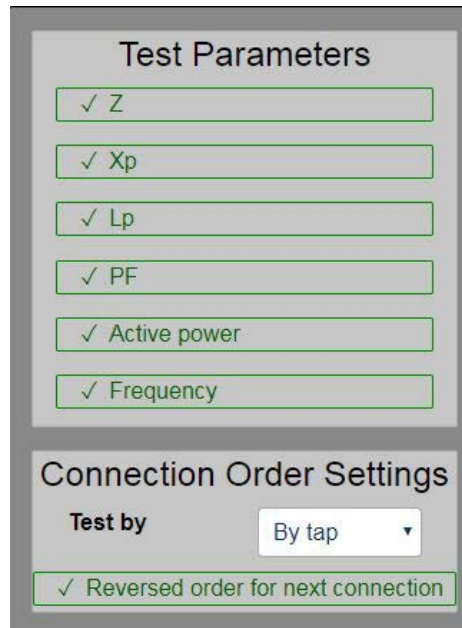 Test Parameters
✓ Z
✓ Xp
✓ Lp
✓ PF
✓ Active power
✓ Frequency
Connection Order Settings
Test by By tap
✓ Reversed order for next connection